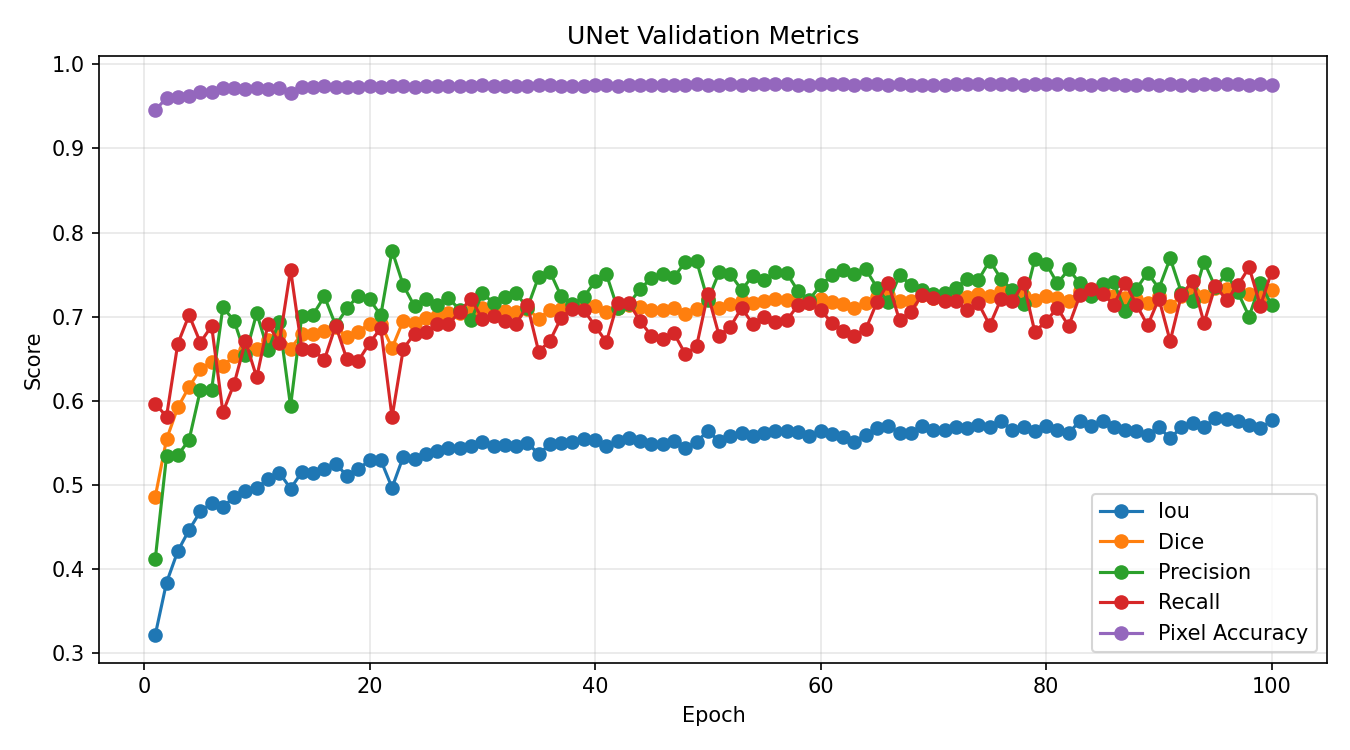 UNet Validation Metrics
1.0
0.9
0.8
0.7
0.6
0.5
0.4
0.3
Score
0 20 40 60 80 100
Epoch
Iou
Dice
Precision
Recall
Pixel Accuracy